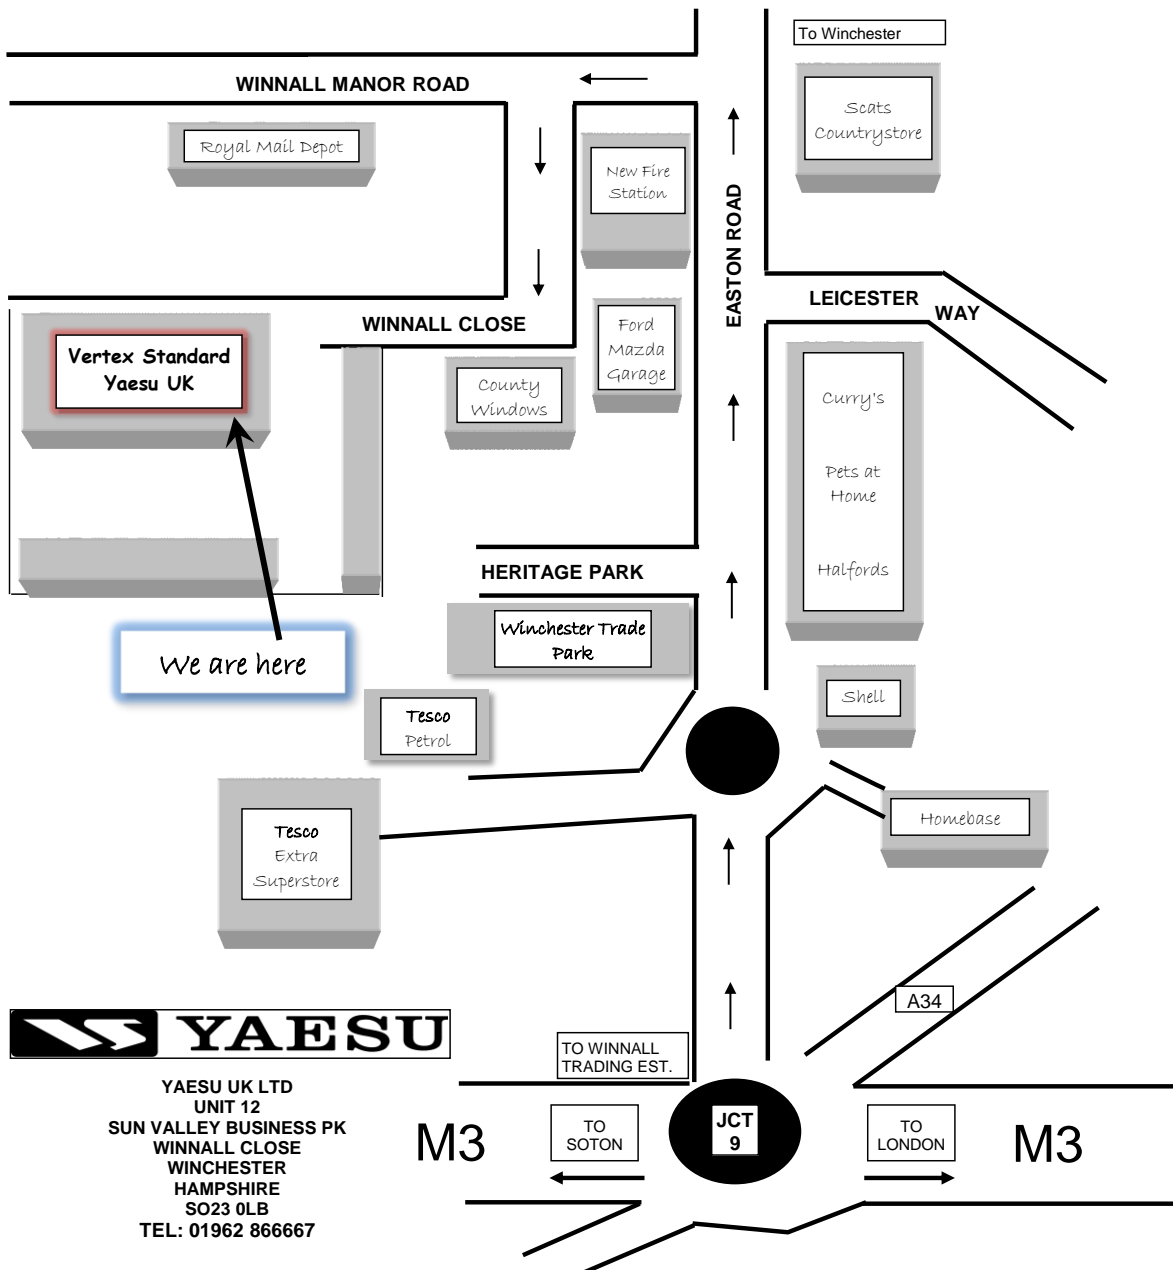 To Winchester
WINNALL MANOR ROAD
Scats
Countrystore
Royal Mail Depot
New Fire
Station
EASTON ROAD
LEICESTER
WAY
WINNALL CLOSE
Ford
Mazda
Garage
Vertex Standard
Yaesu UK
County
Windows
Curry's
Pets at
Home
Halfords
HERITAGE PARK
Winchester Trade
Park
We are here
Shell
Tesco
Petrol
Homebase
Tesco
Extra
Superstore
A34
YAESU
TO WINNALL
TRADING EST.
YAESU UK LTD
UNIT 12
SUN VALLEY BUSINESS PK
WINNALL CLOSE
WINCHESTER
HAMPSHIRE
SO23 0LB
TEL: 01962 866667
M3
TO
SOTON
JCT
9
TO
LONDON
M3